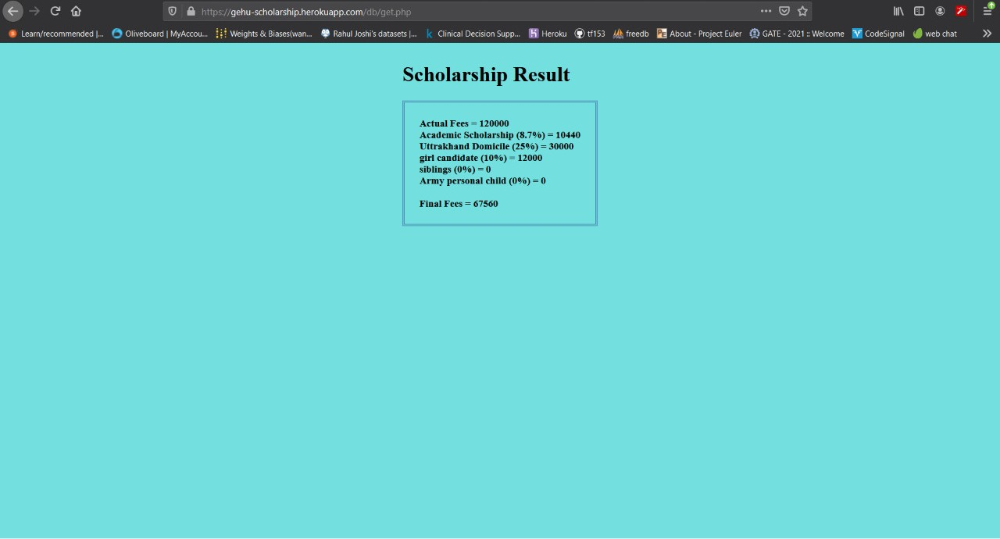 https://gehu-scholarship.herokuapp.com/db/get.php
Learn/recommended |... Oliveboard | MyAccou... Weights & Biases(wan... Rahul Joshi's datasets |... Clinical Decision Supp... Heroku tf153 freedb About - Project Euler GATE - 2021 :: Welcome CodeSignal web chat
Scholarship Result
Actual Fees = 120000
Academic Scholarship (8.7%) = 10440
Uttrakhand Domicile (25%) = 30000
girl candidate (10%) = 12000
siblings (0%) = 0
Army personal child (0%) = 0
Final Fees = 67560